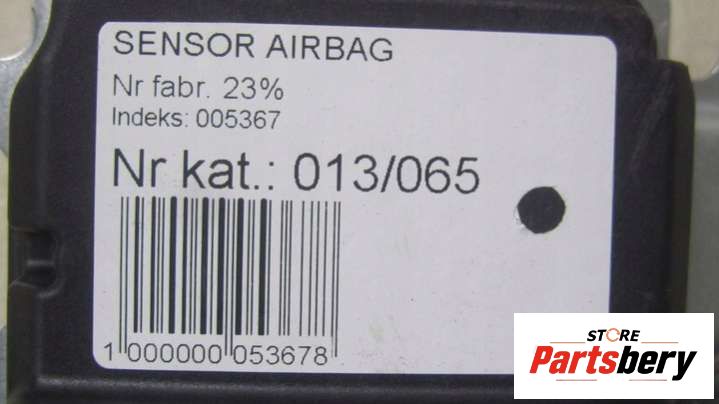 SENSOR AIRBAG
Nr fabr. 23%
Indeks: 005367
Nr kat.: 013/065
1 000000 053678
STORE
Partsbery